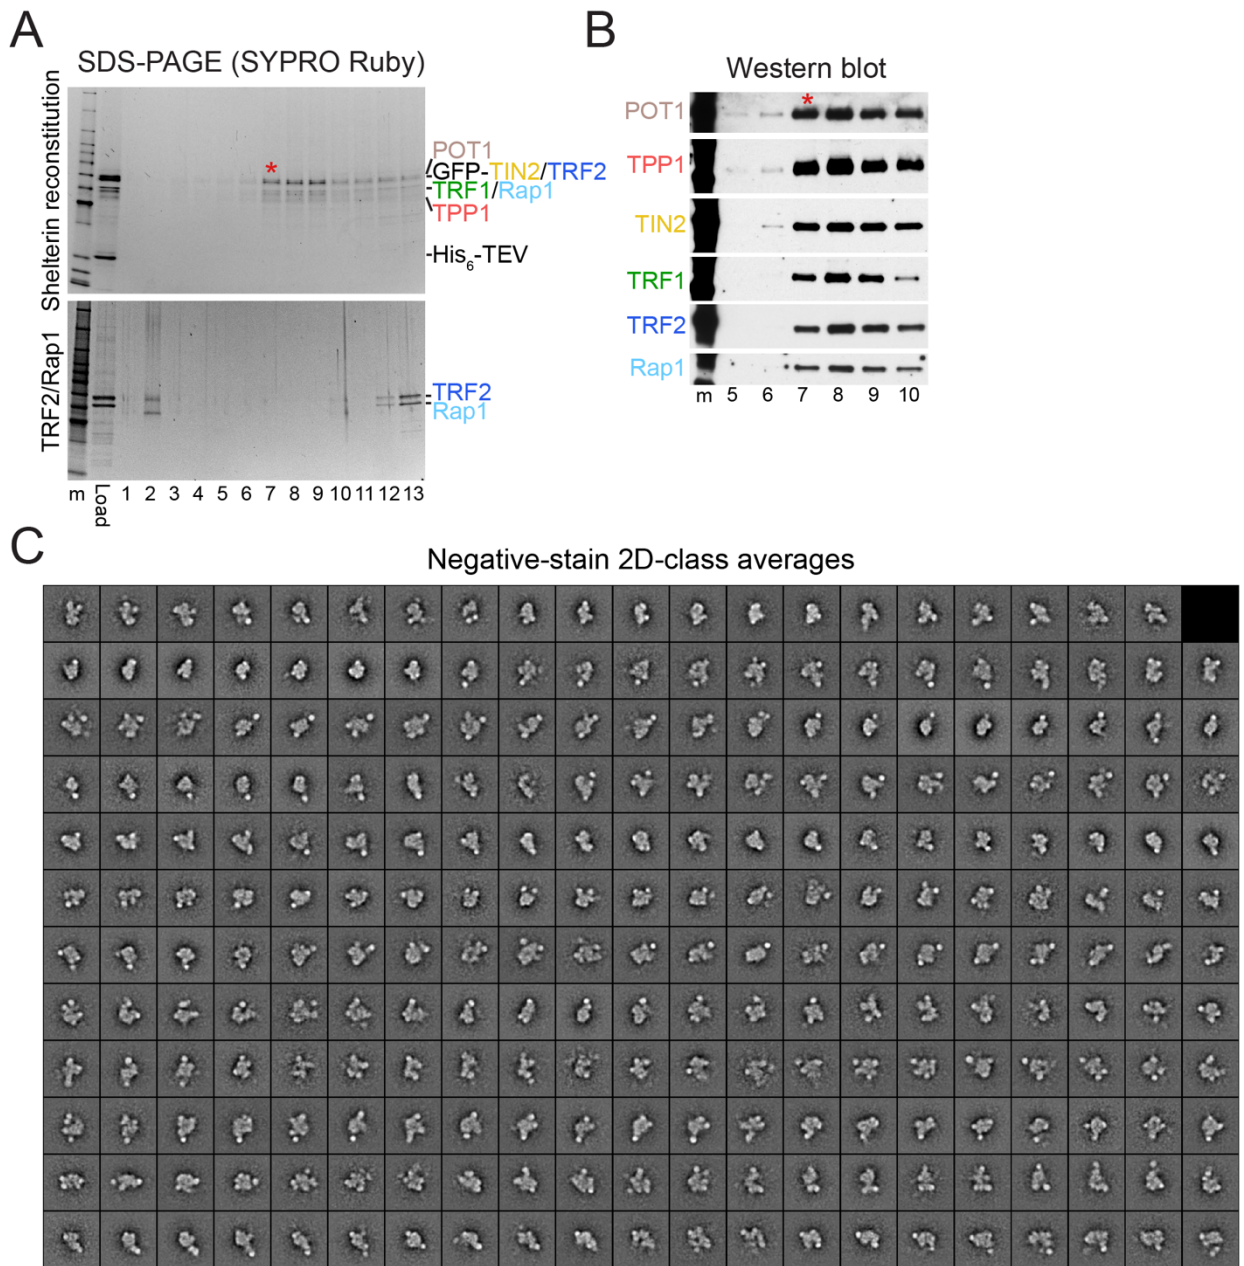 A
SDS-PAGE (SYPRO Ruby)
Shelterin reconstitution
*
POT1
GFP-TIN2/TRF2
TRF1/Rap1
TPP1
His6-TEV
TRF2/Rap1
TRF2
Rap1
m Load 1 2 3 4 5 6 7 8 9 10 11 12 13
B
Western blot
*
POT1
TPP1
TIN2
TRF1
TRF2
Rap1
m 5 6 7 8 9 10
C
Negative-stain 2D-class averages